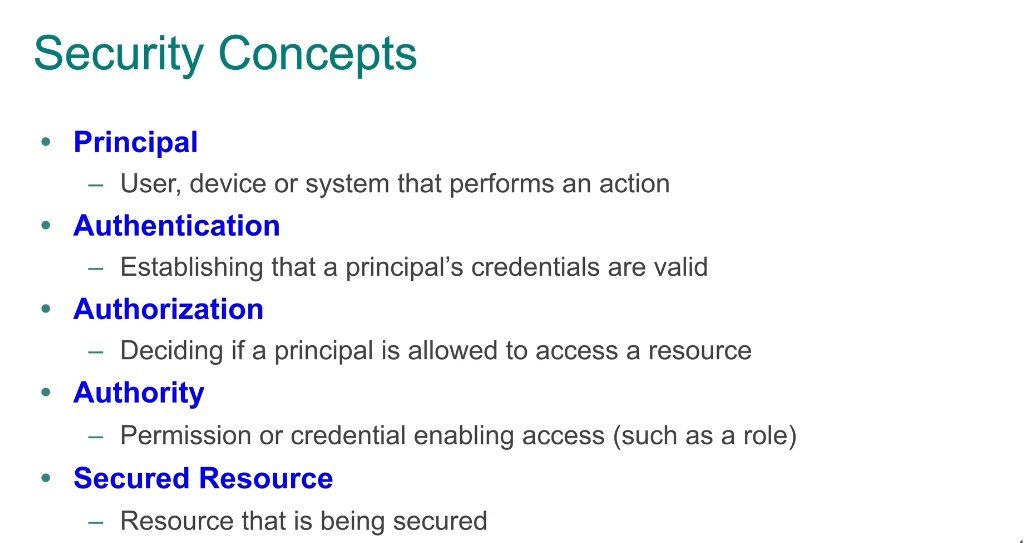 Security Concepts
• Principal
– User, device or system that performs an action
• Authentication
– Establishing that a principal’s credentials are valid
• Authorization
– Deciding if a principal is allowed to access a resource
• Authority
– Permission or credential enabling access (such as a role)
• Secured Resource
– Resource that is being secured